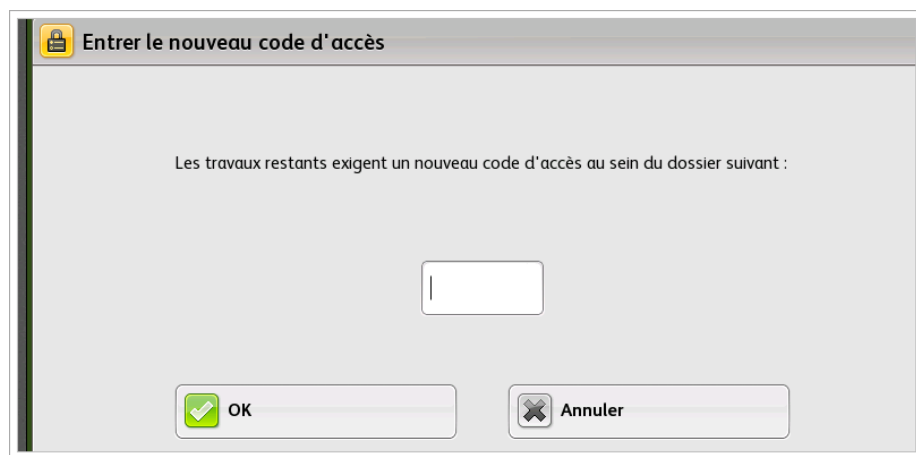 Entrer le nouveau code d'accès
Les travaux restants exigent un nouveau code d'accès au sein du dossier suivant :
OK
Annuler